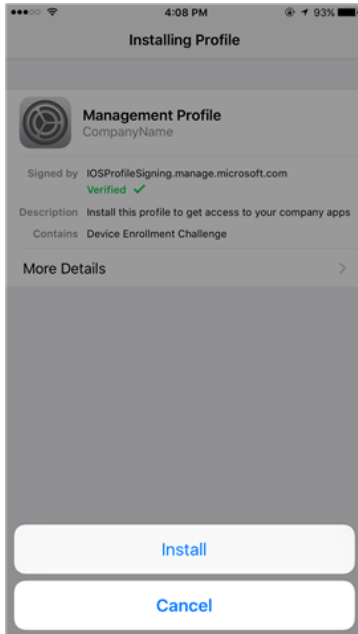 4:08 PM
93%
Installing Profile
Management Profile
CompanyName
Signed by IOSProfileSigning.manage.microsoft.com
Verified ✓
Description Install this profile to get access to your company apps
Contains Device Enrollment Challenge
More Details
Install
Cancel